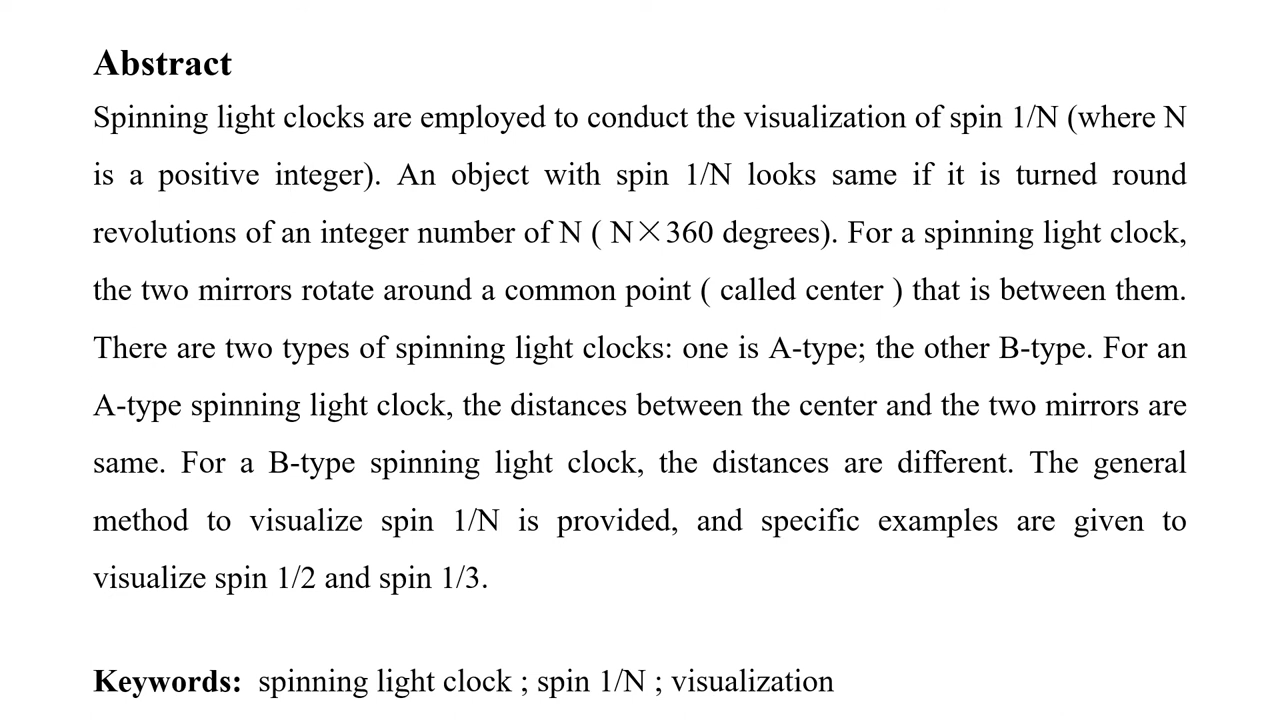 Abstract
Spinning light clocks are employed to conduct the visualization of spin 1/N (where N
is a positive integer). An object with spin 1/N looks same if it is turned round
revolutions of an integer number of N ( N×360 degrees). For a spinning light clock,
the two mirrors rotate around a common point ( called center ) that is between them.
There are two types of spinning light clocks: one is A-type; the other B-type. For an
A-type spinning light clock, the distances between the center and the two mirrors are
same. For a B-type spinning light clock, the distances are different. The general
method to visualize spin 1/N is provided, and specific examples are given to
visualize spin 1/2 and spin 1/3.
Keywords: spinning light clock ; spin 1/N ; visualization